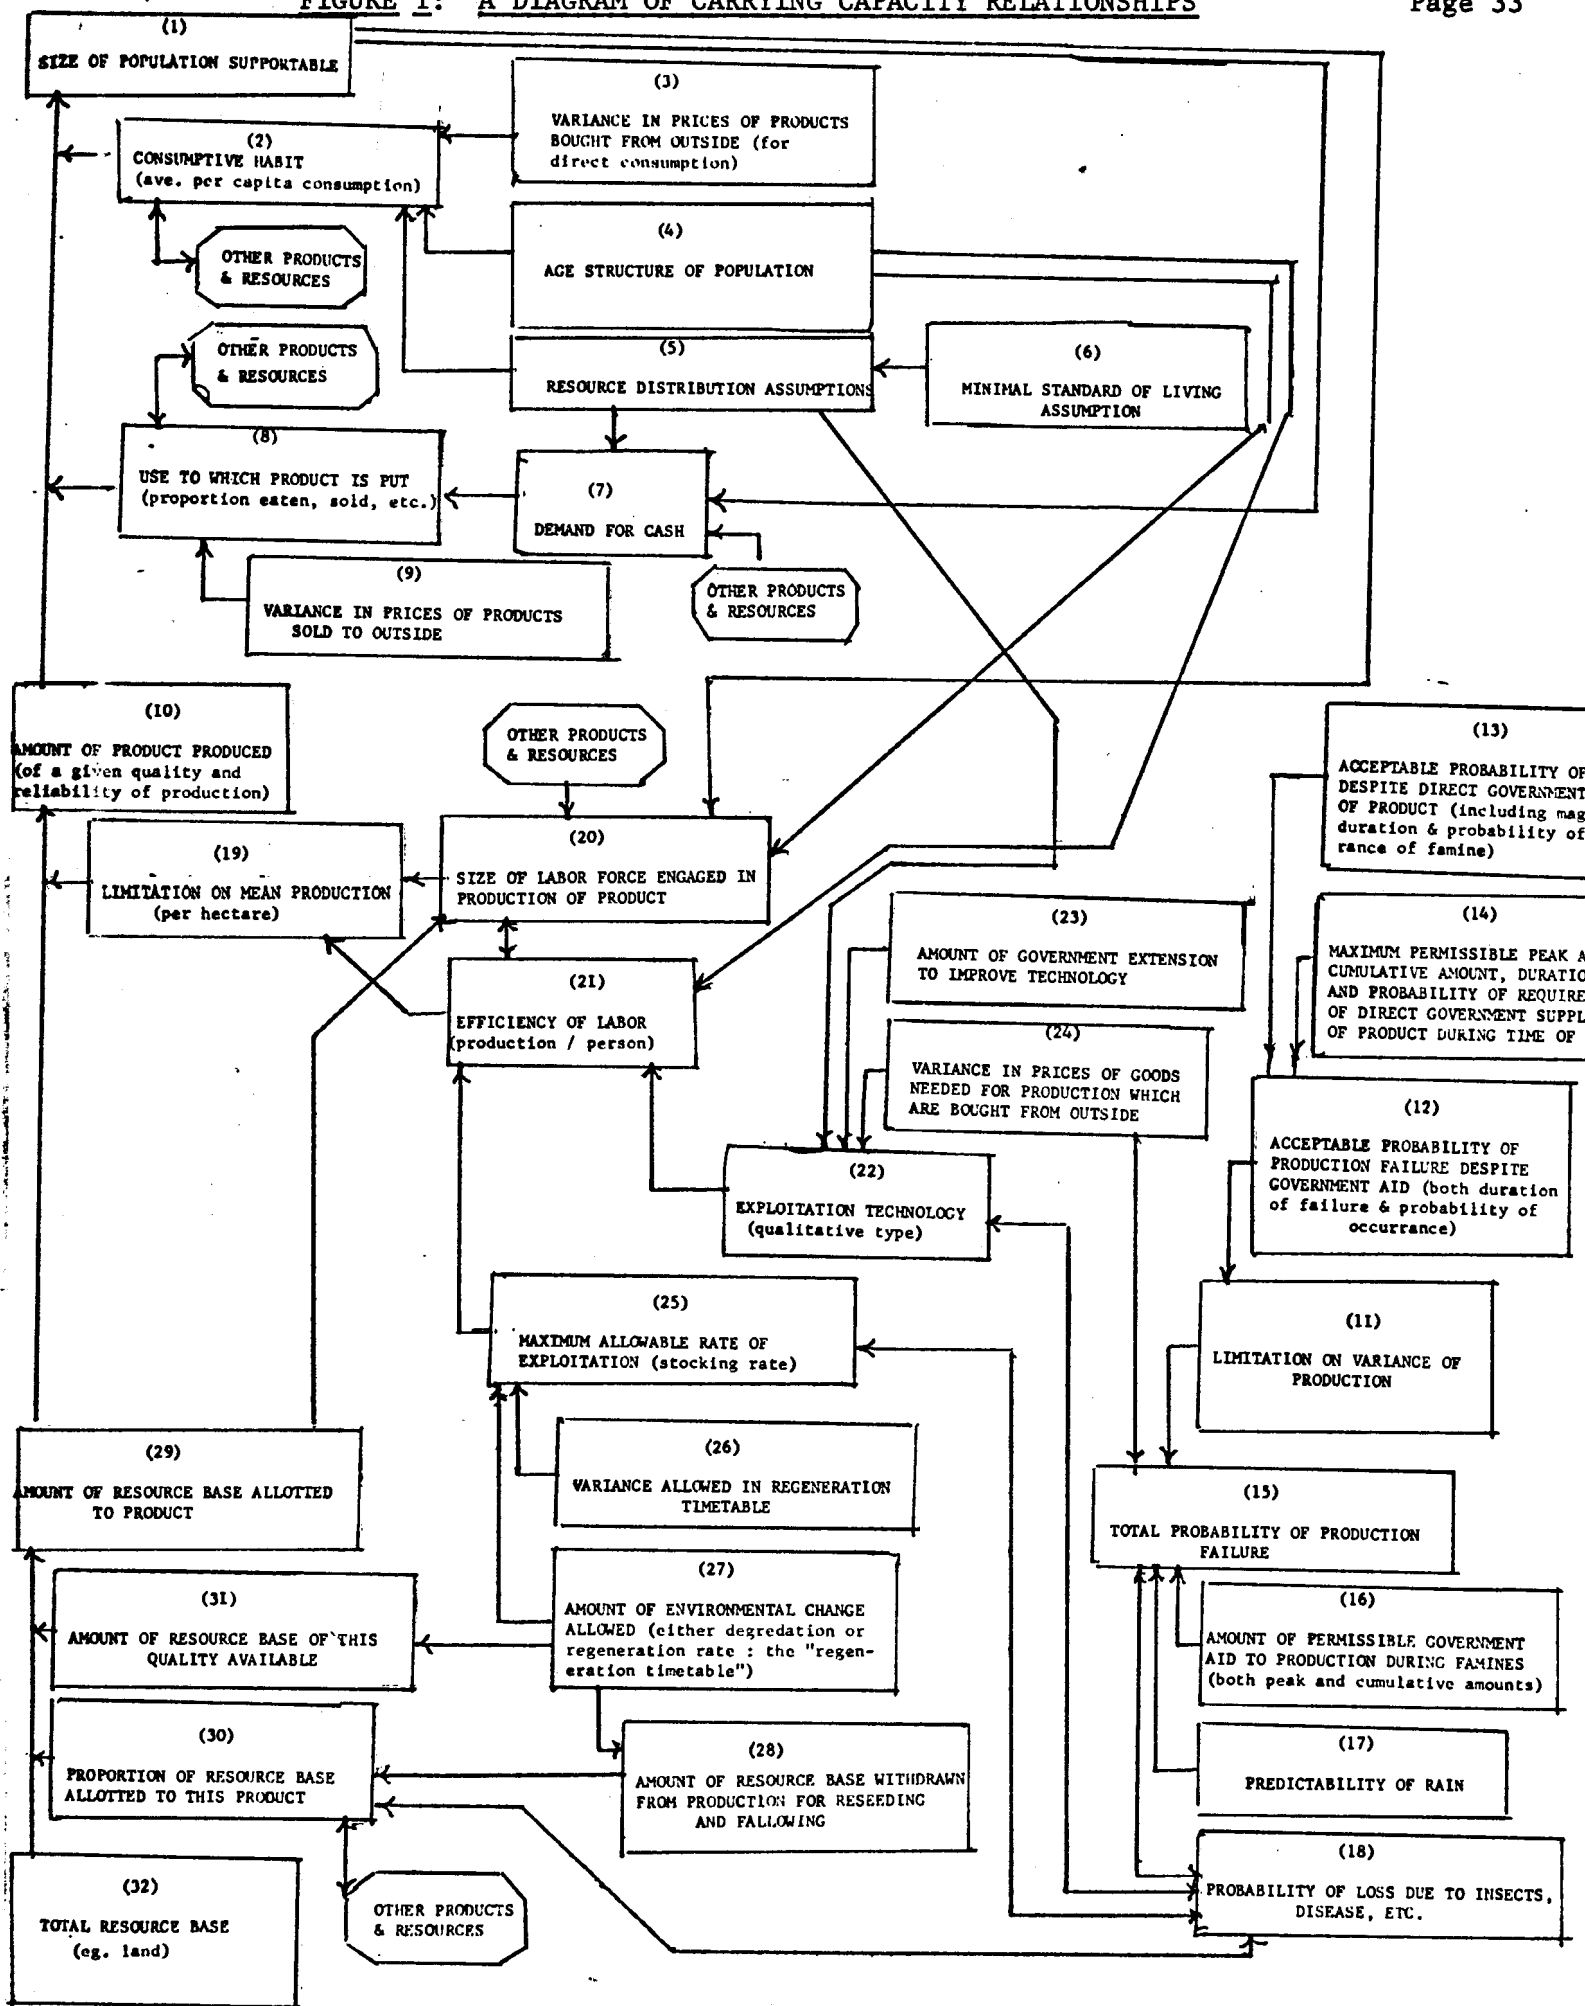 FIGURE 1: A DIAGRAM OF CARRYING CAPACITY RELATIONSHIPS
Page 33
(1)
SIZE OF POPULATION SUPPORTABLE
(2)
CONSUMPTIVE HABIT
(ave. per capita consumption)
(3)
VARIANCE IN PRICES OF PRODUCTS
BOUGHT FROM OUTSIDE (for
direct consumption)
OTHER PRODUCTS
& RESOURCES
(4)
AGE STRUCTURE OF POPULATION
OTHER PRODUCTS
& RESOURCES
(5)
RESOURCE DISTRIBUTION ASSUMPTIONS
(6)
MINIMAL STANDARD OF LIVING
ASSUMPTION
(8)
USE TO WHICH PRODUCT IS PUT
(proportion eaten, sold, etc.)
(7)
DEMAND FOR CASH
(9)
VARIANCE IN PRICES OF PRODUCTS
SOLD TO OUTSIDE
OTHER PRODUCTS
& RESOURCES
(10)
AMOUNT OF PRODUCT PRODUCED
(of a given quality and
reliability of production)
OTHER PRODUCTS
& RESOURCES
(13)
ACCEPTABLE PROBABILITY OF
DESPITE DIRECT GOVERNMENT
OF PRODUCT (including mag
duration & probability of
rance of famine)
(19)
LIMITATION ON MEAN PRODUCTION
(per hectare)
(20)
SIZE OF LABOR FORCE ENGAGED IN
PRODUCTION OF PRODUCT
(23)
AMOUNT OF GOVERNMENT EXTENSION
TO IMPROVE TECHNOLOGY
(14)
MAXIMUM PERMISSIBLE PEAK A
CUMULATIVE AMOUNT, DURATIO
AND PROBABILITY OF REQUIRE
OF DIRECT GOVERNMENT SUPPL
OF PRODUCT DURING TIME OF
(21)
EFFICIENCY OF LABOR
(production / person)
(24)
VARIANCE IN PRICES OF GOODS
NEEDED FOR PRODUCTION WHICH
ARE BOUGHT FROM OUTSIDE
(12)
ACCEPTABLE PROBABILITY OF
PRODUCTION FAILURE DESPITE
GOVERNMENT AID (both duration
of failure & probability of
occurrance)
(22)
EXPLOITATION TECHNOLOGY
(qualitative type)
(25)
MAXIMUM ALLOWABLE RATE OF
EXPLOITATION (stocking rate)
(11)
LIMITATION ON VARIANCE OF
PRODUCTION
(29)
AMOUNT OF RESOURCE BASE ALLOTTED
TO PRODUCT
(26)
VARIANCE ALLOWED IN REGENERATION
TIMETABLE
(15)
TOTAL PROBABILITY OF PRODUCTION
FAILURE
(31)
AMOUNT OF RESOURCE BASE OF THIS
QUALITY AVAILABLE
(27)
AMOUNT OF ENVIRONMENTAL CHANGE
ALLOWED (either degredation or
regeneration rate : the "regen-
eration timetable")
(16)
AMOUNT OF PERMISSIBLE GOVERNMENT
AID TO PRODUCTION DURING FAMINES
(both peak and cumulative amounts)
(30)
PROPORTION OF RESOURCE BASE
ALLOTTED TO THIS PRODUCT
(28)
AMOUNT OF RESOURCE BASE WITHDRAWN
FROM PRODUCTION FOR RESEEDING
AND FALLOWING
(17)
PREDICTABILITY OF RAIN
(32)
TOTAL RESOURCE BASE
(eg. land)
OTHER PRODUCTS
& RESOURCES
(18)
PROBABILITY OF LOSS DUE TO INSECTS,
DISEASE, ETC.